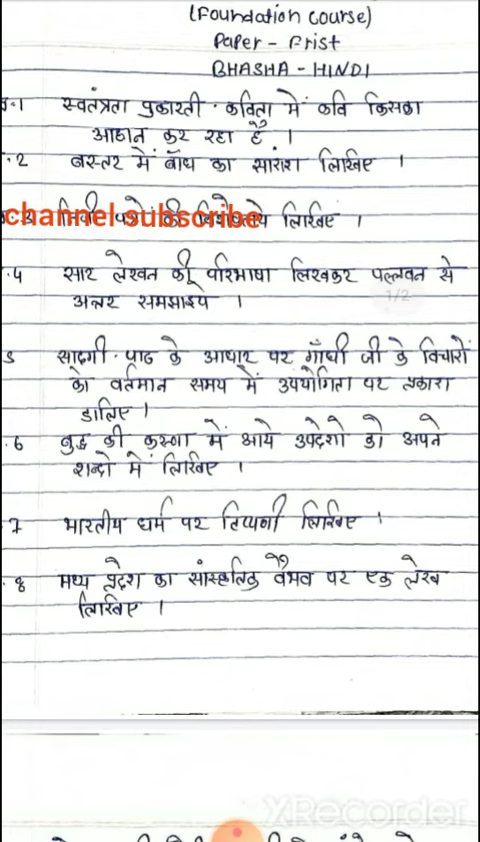 (Foundation course)
Paper - Frist
BHASHA - HINDI
स्वतंत्रता पुकारती कविता में कवि किसका
आह्वान कर रहा है ।
.2 बस्तर में बाँध का सारांश लिखिए ।
channel subscribe
लिखिए ।
.4 सार लेखन की परिभाषा लिखकर पल्लवन से
अन्तर समझाइये ।
1/2
5 सादगी पाठ के आधार पर गाँधी जी के विचारों
को वर्तमान समय में उपयोगिता पर प्रकाश
डालिए ।
.6 बुद्ध की करुणा में आये उपदेशो को अपने
शब्दो में लिखिए ।
.7 भारतीय धर्म पर टिप्पणी लिखिए ।
.8 मध्य प्रदेश का सांस्कृतिक वैभव पर एक लेख
लिखिए ।
XRecorder